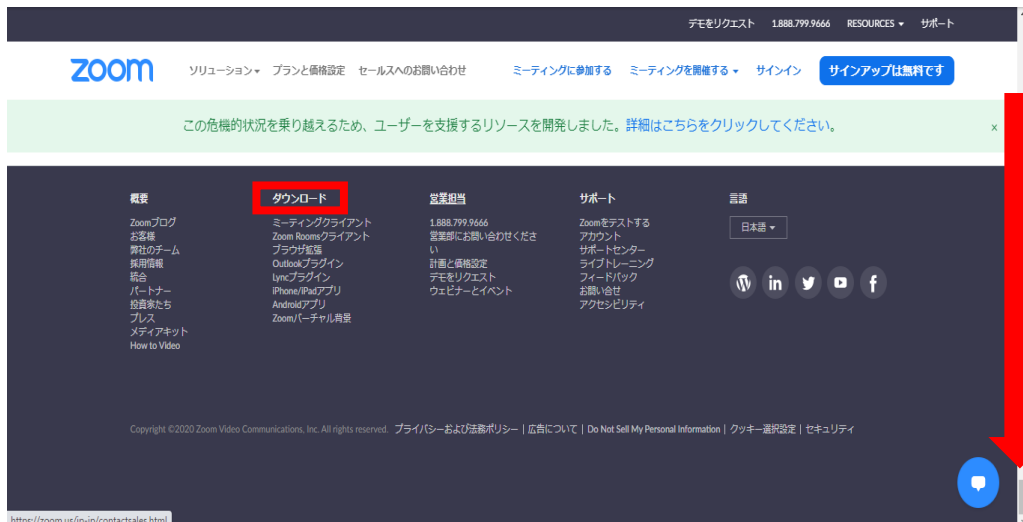 デモをリクエスト 1.888.799.9666 RESOURCES サポート
zoom ソリューション プランと価格設定 セールスへのお問い合わせ ミーティングに参加する ミーティングを開催する サインイン サインアップは無料です
この危機的状況を乗り越えるため、ユーザーを支援するリソースを開発しました。詳細はこちらをクリックしてください。 x
概要
Zoomブログ
お客様
弊社のチーム
採用情報
統合
パートナー
投資家たち
プレス
メディアキット
How to Video
ダウンロード
ミーティングクライアント
Zoom Roomsクライアント
ブラウザ拡張
Outlookプラグイン
Lyncプラグイン
iPhone/iPadアプリ
Androidアプリ
Zoomバーチャル背景
営業担当
1.888.799.9666
営業部にお問い合わせくださ
い
計画と価格設定
デモをリクエスト
ウェビナーとイベント
サポート
Zoomをテストする
アカウント
サポートセンター
ライブトレーニング
フィードバック
お問い合せ
アクセシビリティ
言語
日本語
Copyright ©2020 Zoom Video Communications, Inc. All rights reserved. プライバシーおよび法務ポリシー | 広告について | Do Not Sell My Personal Information | クッキー選択設定 | セキュリティ
https://zoom.us/jp-jp/contactsales.html